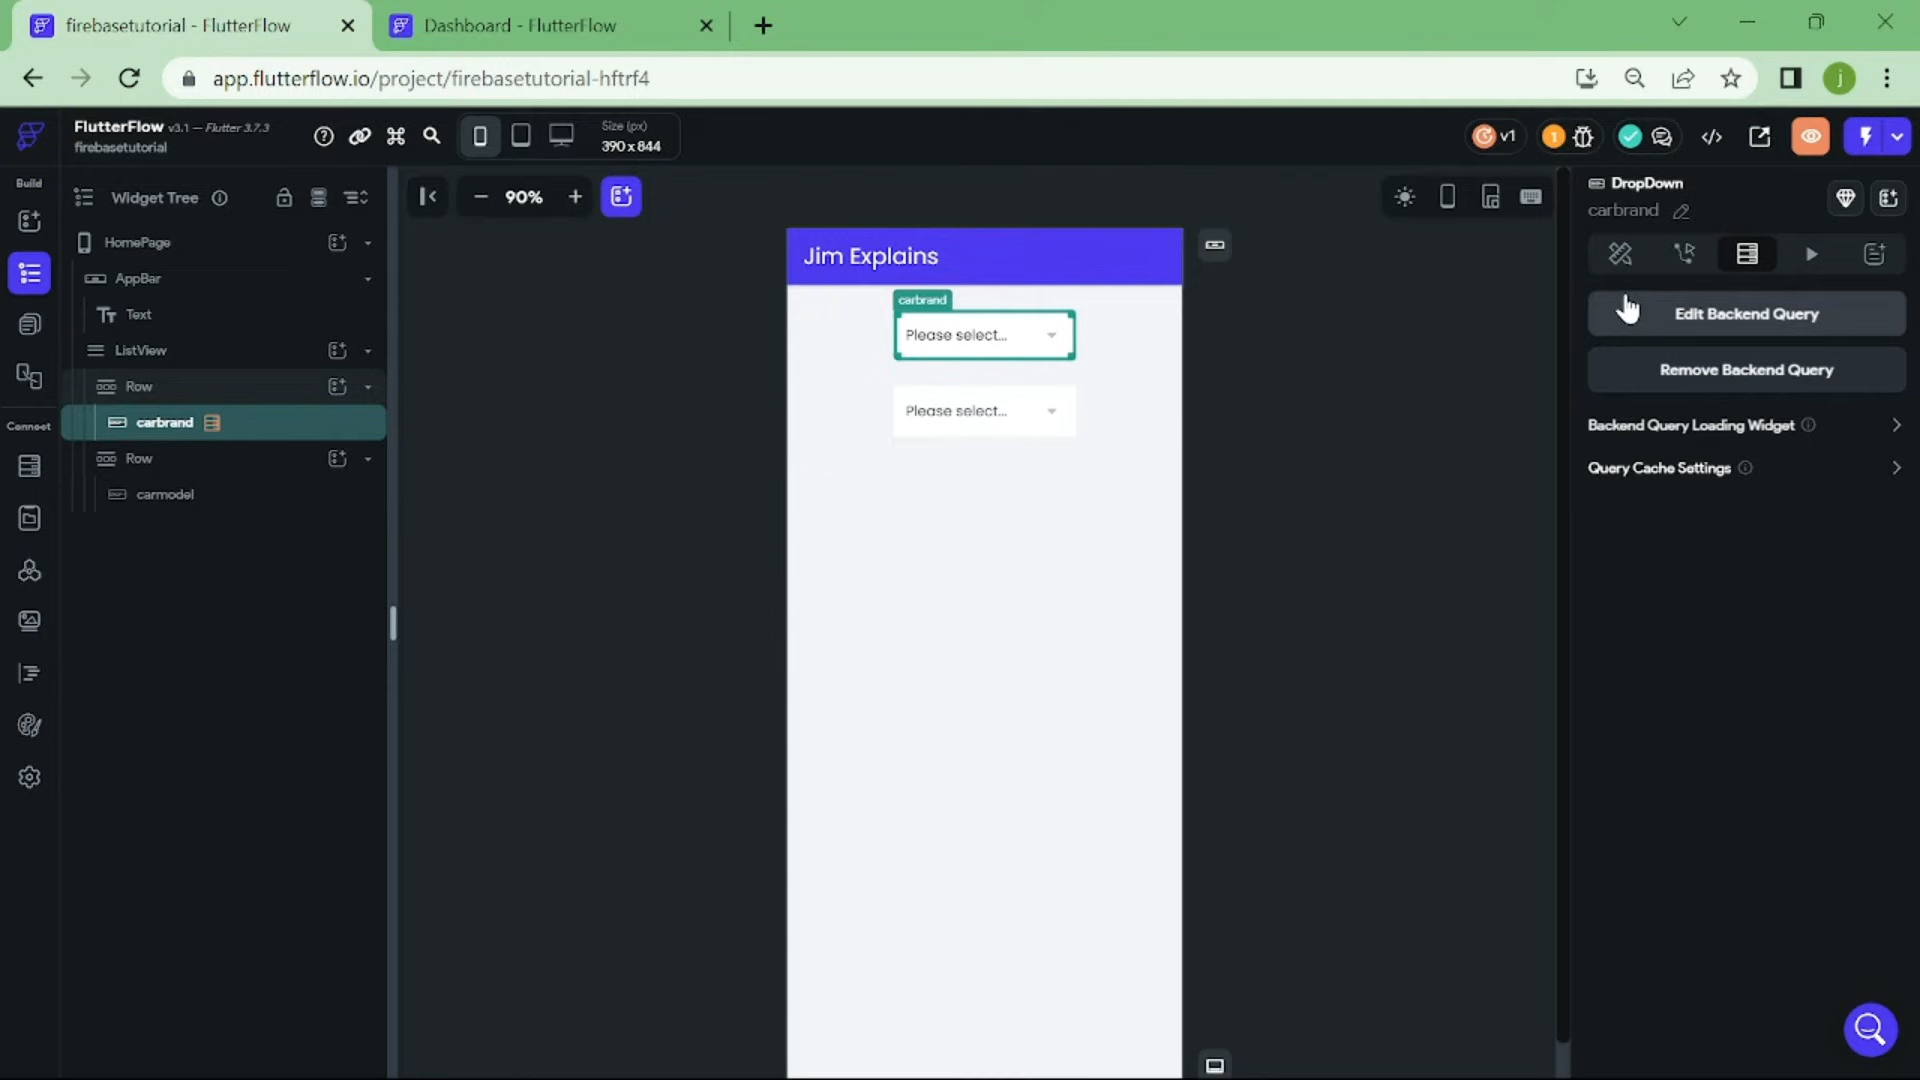 firebasetutorial - FlutterFlow
Dashboard - FlutterFlow
app.flutterflow.io/project/firebasetutorial-hftrf4
j
FlutterFlow v3.1 — Flutter 3.7.3
firebasetutorial
Size (px)
390 x 844
v1
1
Build
Widget Tree
90%
DropDown
carbrand
HomePage
AppBar
Text
ListView
Row
carbrand
Row
carmodel
Connect
Jim Explains
carbrand
Please select...
Please select...
Edit Backend Query
Remove Backend Query
Backend Query Loading Widget
Query Cache Settings